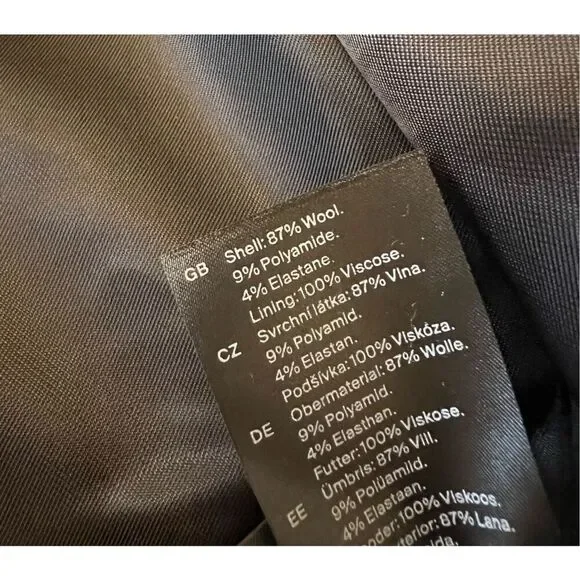 GB Shell: 87% Wool.
9% Polyamide.
4% Elastane.
Lining: 100% Viscose.
CZ Svrchní látka: 87% Vlna.
9% Polyamid.
4% Elastan.
Podšívka: 100% Viskóza.
DE Obermaterial: 87% Wolle.
9% Polyamid.
4% Elasthan.
Futter: 100% Viskose.
EE Ümbris: 87% Vill.
9% Polüamiid.
4% Elastaan.
100% Viskoos.
87% Lana.